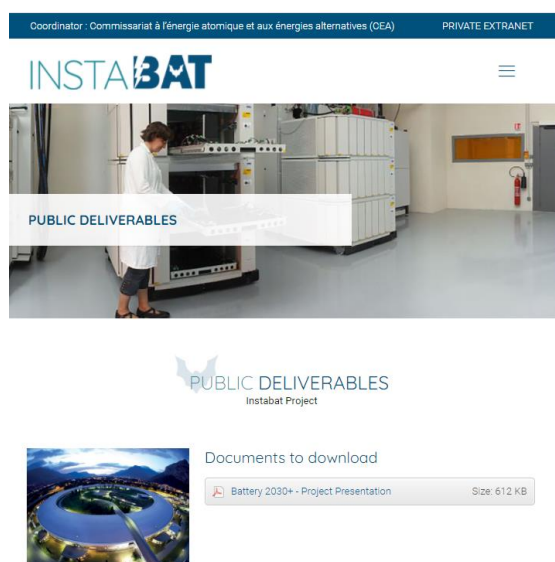 Coordinator : Commissariat à l'énergie atomique et aux énergies alternatives (CEA) PRIVATE EXTRANET
INSTABAT
PUBLIC DELIVERABLES
PUBLIC DELIVERABLES
Instabat Project
Documents to download
Battery 2030+ - Project Presentation Size: 612 KB